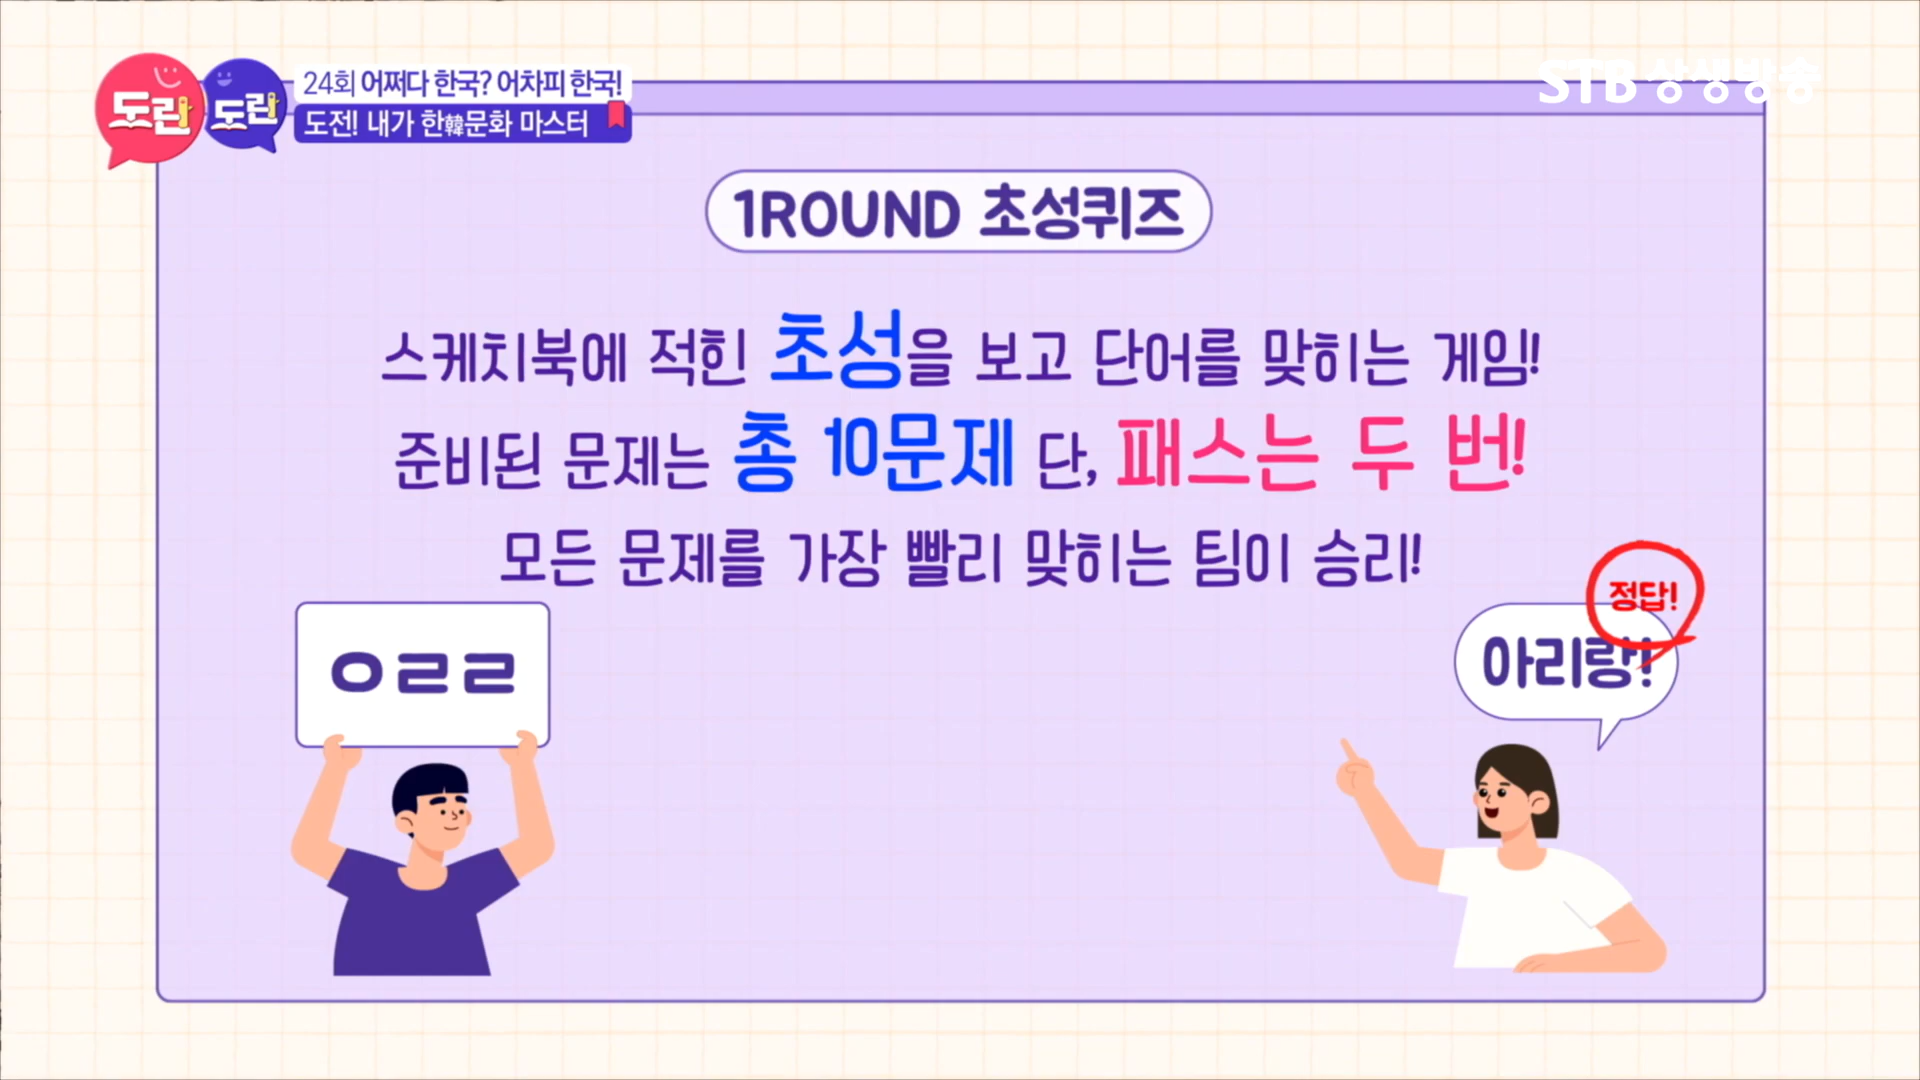 도란 도란
24회 어쩌다 한국? 어차피 한국!
도전! 내가 한韓문화 마스터
STB 상생방송
1ROUND 초성퀴즈
스케치북에 적힌 초성을 보고 단어를 맞히는 게임!
준비된 문제는 총 10문제 단, 패스는 두 번!
모든 문제를 가장 빨리 맞히는 팀이 승리!
ㅇㄹㄹ
정답!
아리랑!